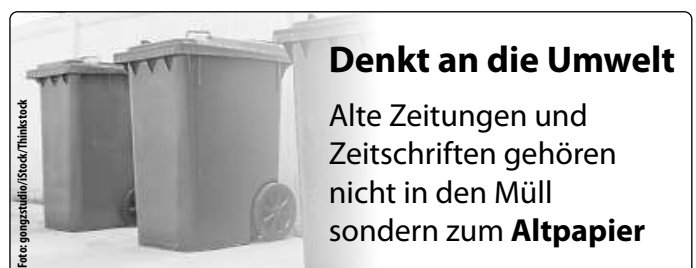 Denkt an die Umwelt
Alte Zeitungen und
Zeitschriften gehören
nicht in den Müll
sondern zum Altpapier
Foto: gongzstudio/iStock/Thinkstock